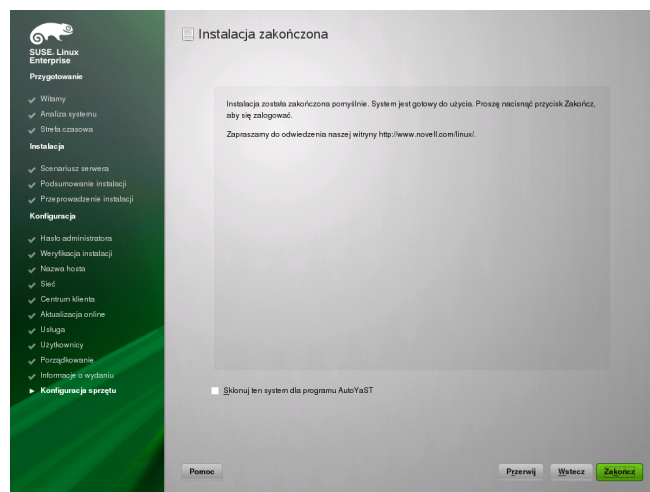 SUSE. Linux
Enterprise
Przygotowanie
Witamy
Analiza systemu
Strefa czasowa
Instalacja
Scenariusz serwera
Podsumowanie instalacji
Przeprowadzenie instalacji
Konfiguracja
Hasło administratora
Weryfikacja instalacji
Nazwa hosta
Sieć
Centrum klienta
Aktualizacja online
Usługa
Użytkownicy
Porządkowanie
Informacje o wydaniu
Konfiguracja sprzętu
Instalacja zakończona
Instalacja została zakończona pomyślnie. System jest gotowy do użycia. Proszę nacisnąć przycisk Zakończ,
aby się zalogować.
Zapraszamy do odwiedzenia naszej witryny http://www.novell.com/linux/.
Sklonuj ten system dla programu AutoYaST
Pomoc
Przerwij
Wstecz
Zakończ